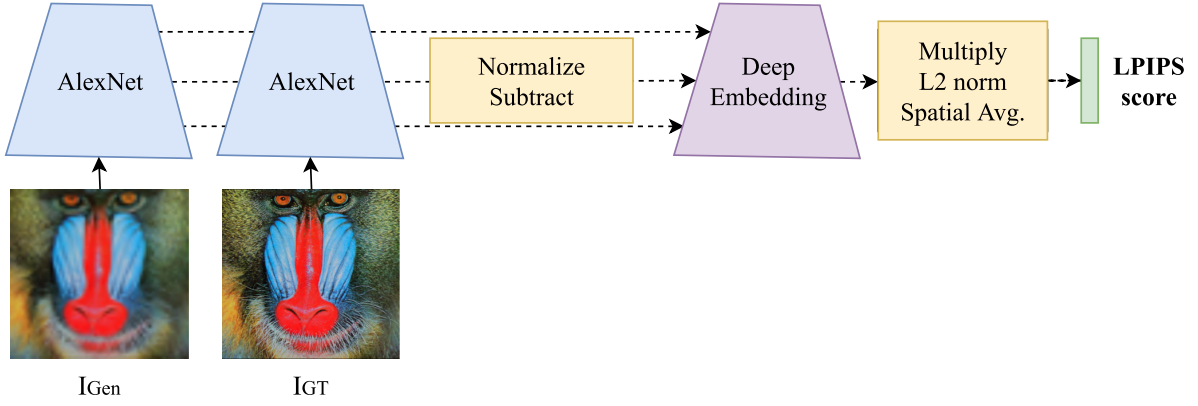 AlexNet
AlexNet
Normalize
Subtract
Deep
Embedding
Multiply
L2 norm
Spatial Avg.
LPIPS
score
IGen
IGT